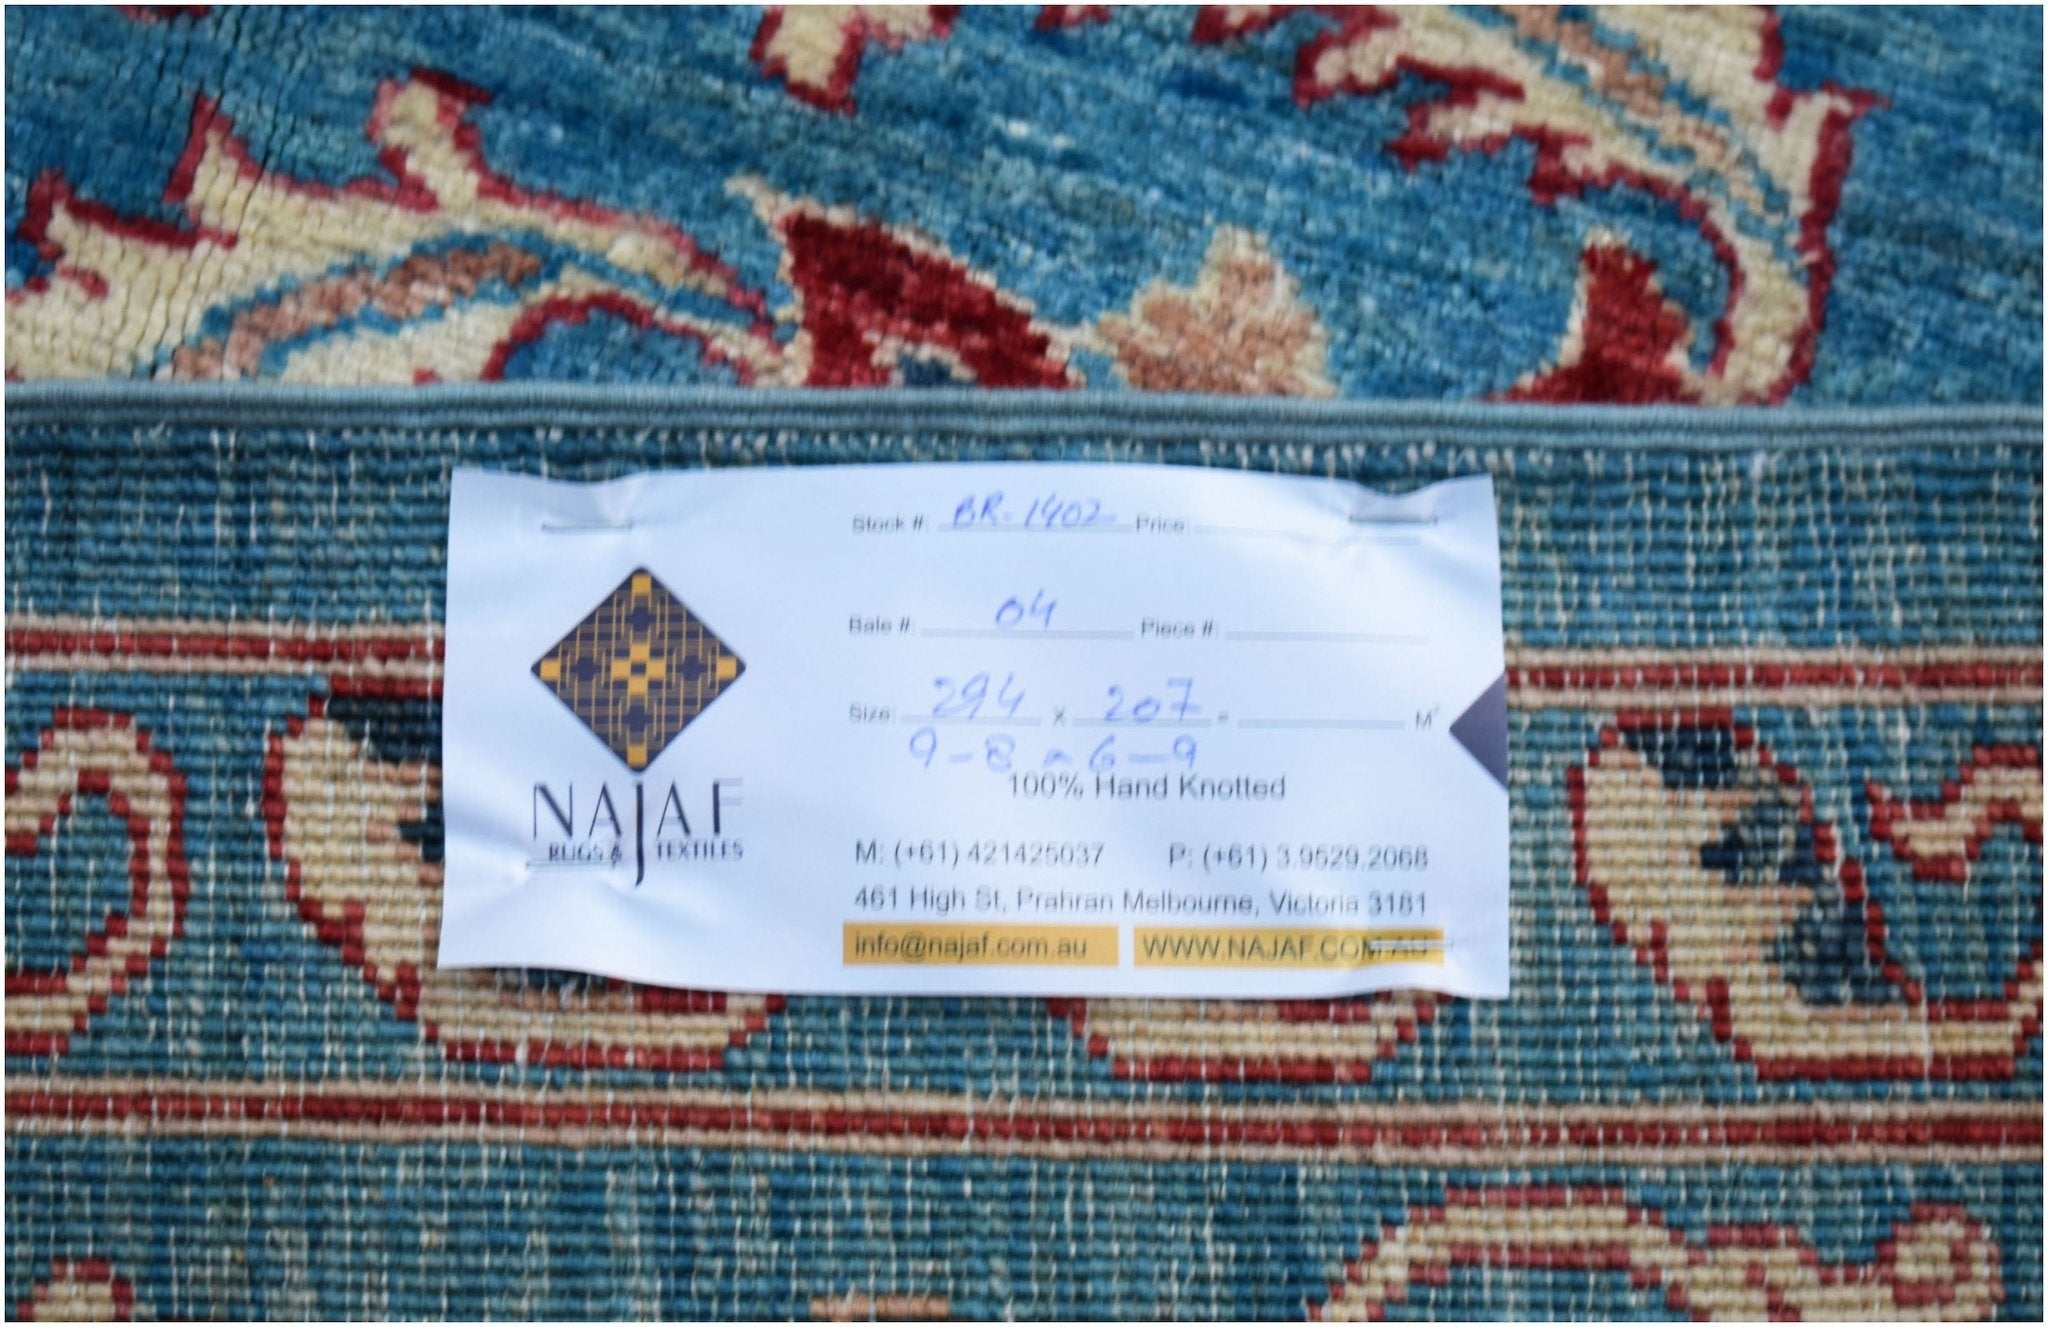 Stock #: BR-1402 Price:
Bale #: 04 Piece #:
Size: 294 x 207 = M²
9-8 x 6-9
100% Hand Knotted
NAJAF
RUGS & TEXTILES
M: (+61) 421425037 P: (+61) 3.9529.2068
461 High St, Prahran Melbourne, Victoria 3181
info@najaf.com.au WWW.NAJAF.COM.AU